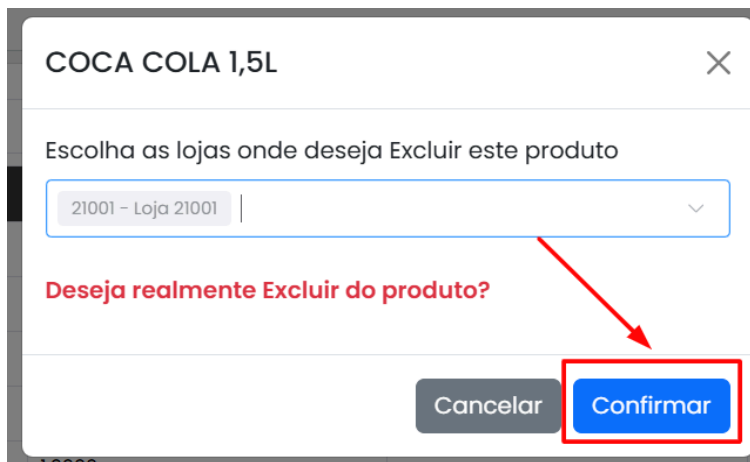 COCA COLA 1,5L
Escolha as lojas onde deseja Excluir este produto
21001 - Loja 21001
Deseja realmente Excluir do produto?
Cancelar
Confirmar